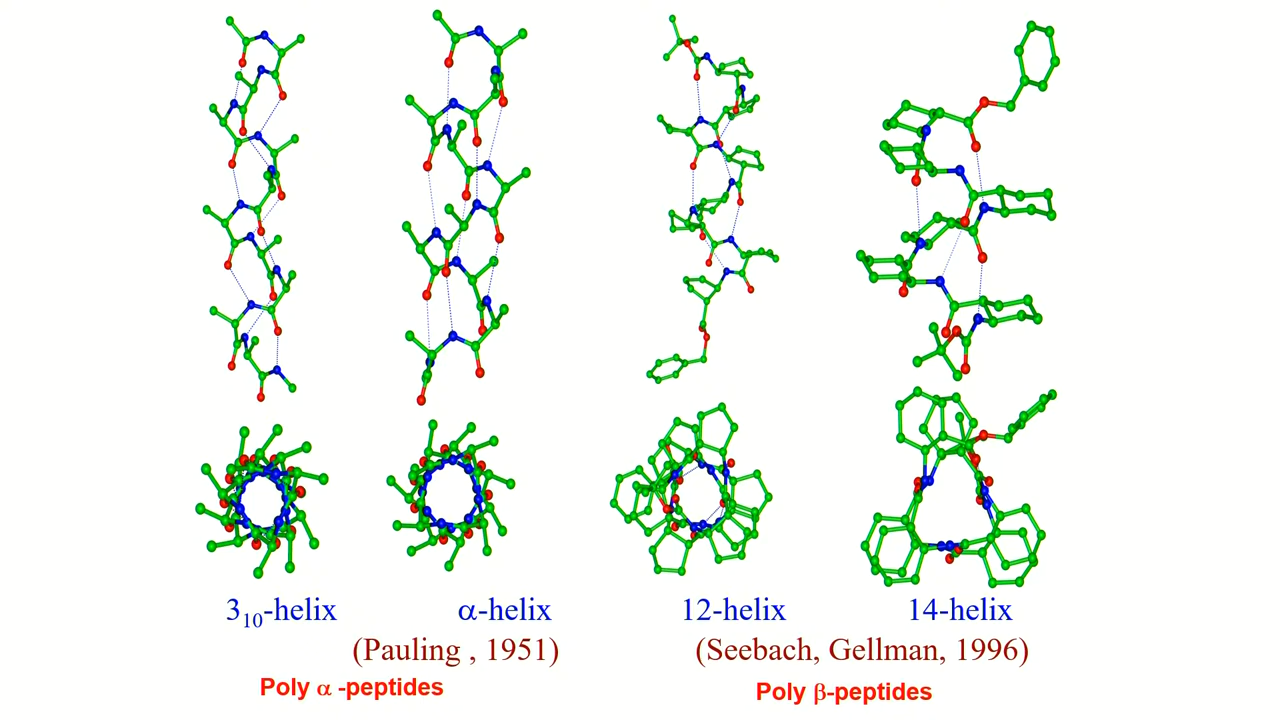 3₁₀-helix α-helix 12-helix 14-helix
(Pauling , 1951) (Seebach, Gellman, 1996)
Poly α -peptides Poly β-peptides